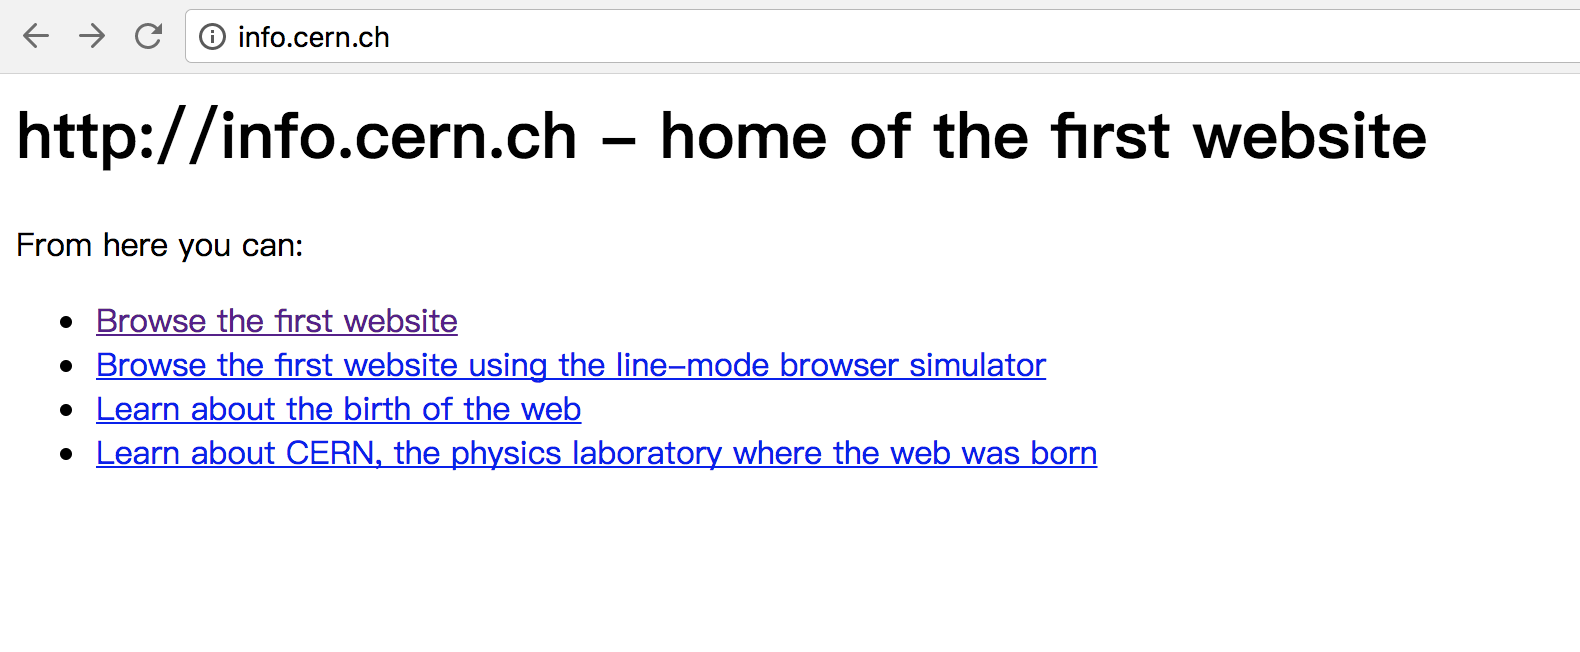 info.cern.ch
http://info.cern.ch – home of the first website
From here you can:
Browse the first website
Browse the first website using the line–mode browser simulator
Learn about the birth of the web
Learn about CERN, the physics laboratory where the web was born